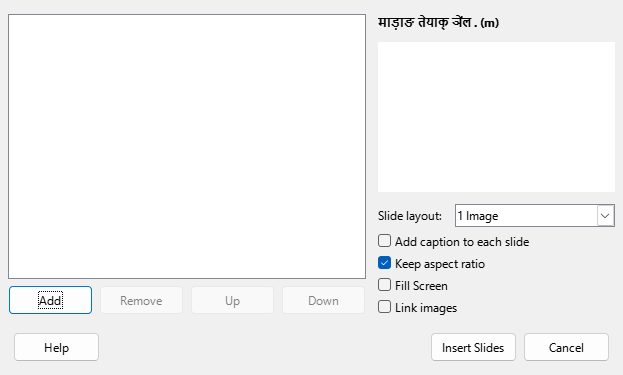 माड़ाङ तेयाक् ञेंल . (m)
Slide layout: 1 Image
Add caption to each slide
Keep aspect ratio
Fill Screen
Link images
Add Remove Up Down
Help Insert Slides Cancel